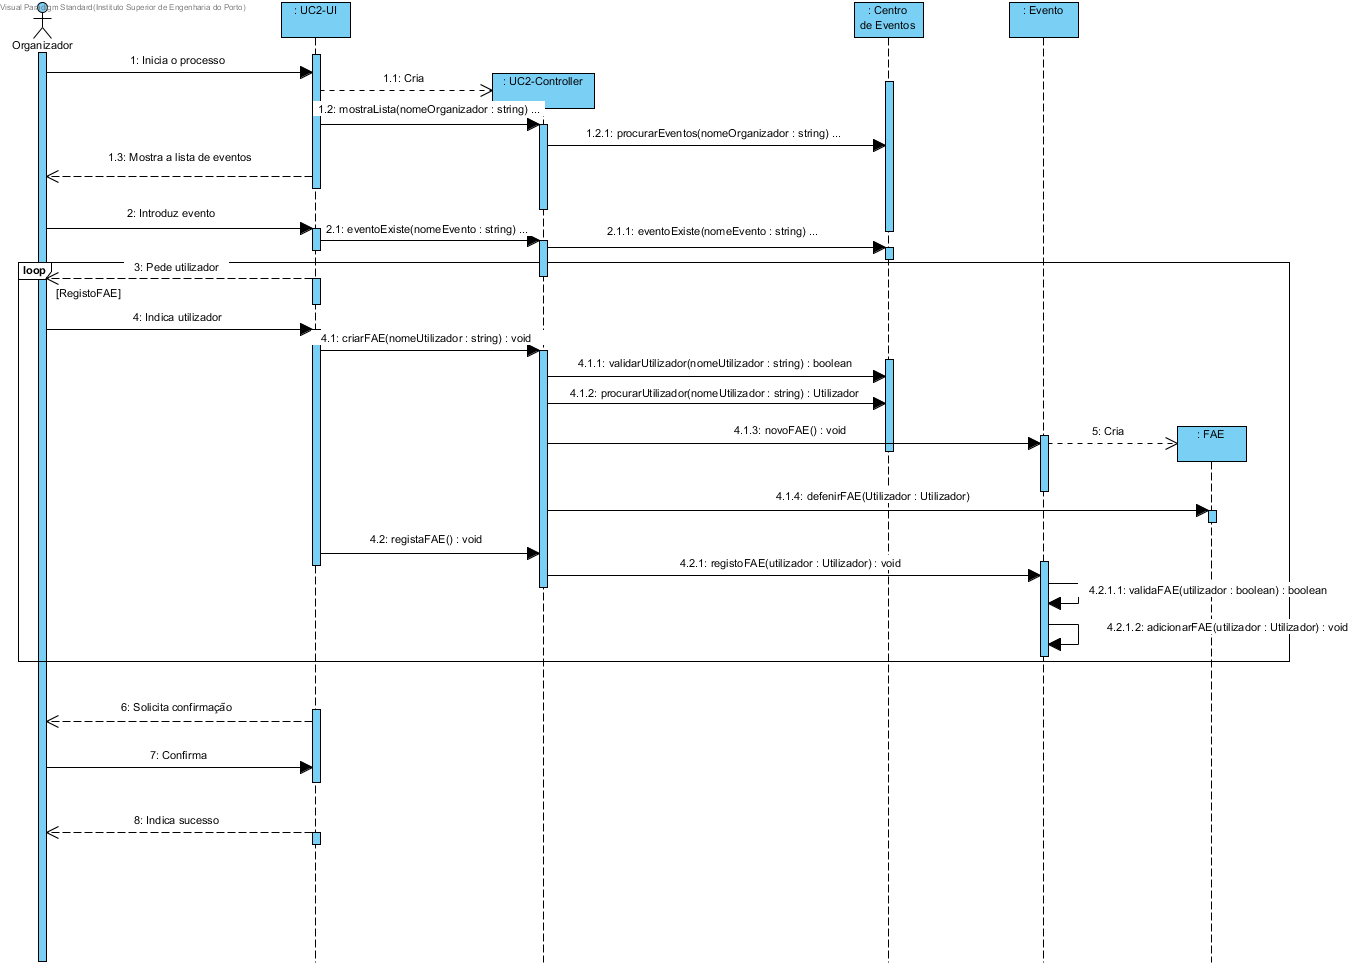 Visual Paradigm Standard(Instituto Superior de Engenharia do Porto)
Organizador
: UC2-UI
: Centro
de Eventos
: Evento
1: Inicia o processo
1.1: Cria
: UC2-Controller
1.2: mostraLista(nomeOrganizador : string) ...
1.2.1: procurarEventos(nomeOrganizador : string) ...
1.3: Mostra a lista de eventos
2: Introduz evento
2.1: eventoExiste(nomeEvento : string) ...
2.1.1: eventoExiste(nomeEvento : string) ...
loop
3: Pede utilizador
[RegistoFAE]
4: Indica utilizador
4.1: criarFAE(nomeUtilizador : string) : void
4.1.1: validarUtilizador(nomeUtilizador : string) : boolean
4.1.2: procurarUtilizador(nomeUtilizador : string) : Utilizador
4.1.3: novoFAE() : void
5: Cria
: FAE
4.1.4: defenirFAE(Utilizador : Utilizador)
4.2: registaFAE() : void
4.2.1: registoFAE(utilizador : Utilizador) : void
4.2.1.1: validaFAE(utilizador : boolean) : boolean
4.2.1.2: adicionarFAE(utilizador : Utilizador) : void
6: Solicita confirmação
7: Confirma
8: Indica sucesso